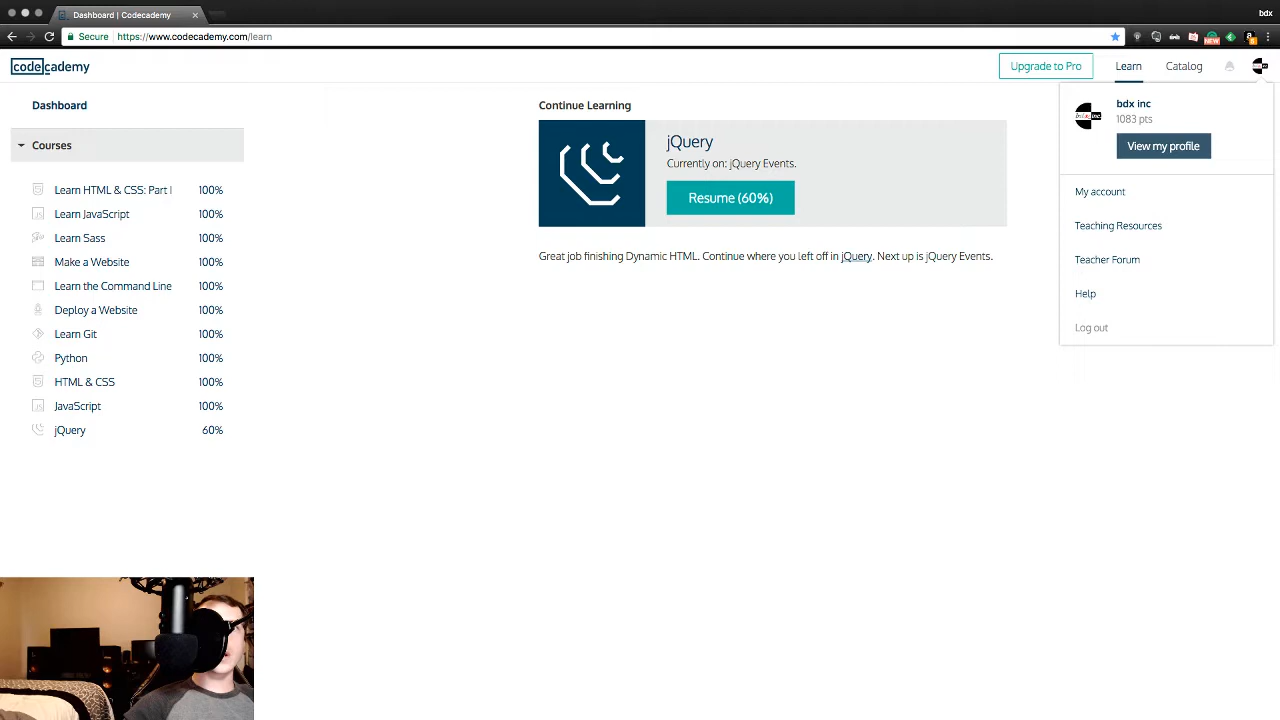 Dashboard | Codecademy
bdx
Secure
https://www.codecademy.com/learn
NEW
codecademy
Upgrade to Pro
Learn
Catalog
Dashboard
Courses
Learn HTML & CSS: Part I 100%
Learn JavaScript 100%
Learn Sass 100%
Make a Website 100%
Learn the Command Line 100%
Deploy a Website 100%
Learn Git 100%
Python 100%
HTML & CSS 100%
JavaScript 100%
jQuery 60%
Continue Learning
jQuery
Currently on: jQuery Events.
Resume (60%)
Great job finishing Dynamic HTML. Continue where you left off in jQuery. Next up is jQuery Events.
bdx inc
1083 pts
View my profile
My account
Teaching Resources
Teacher Forum
Help
Log out